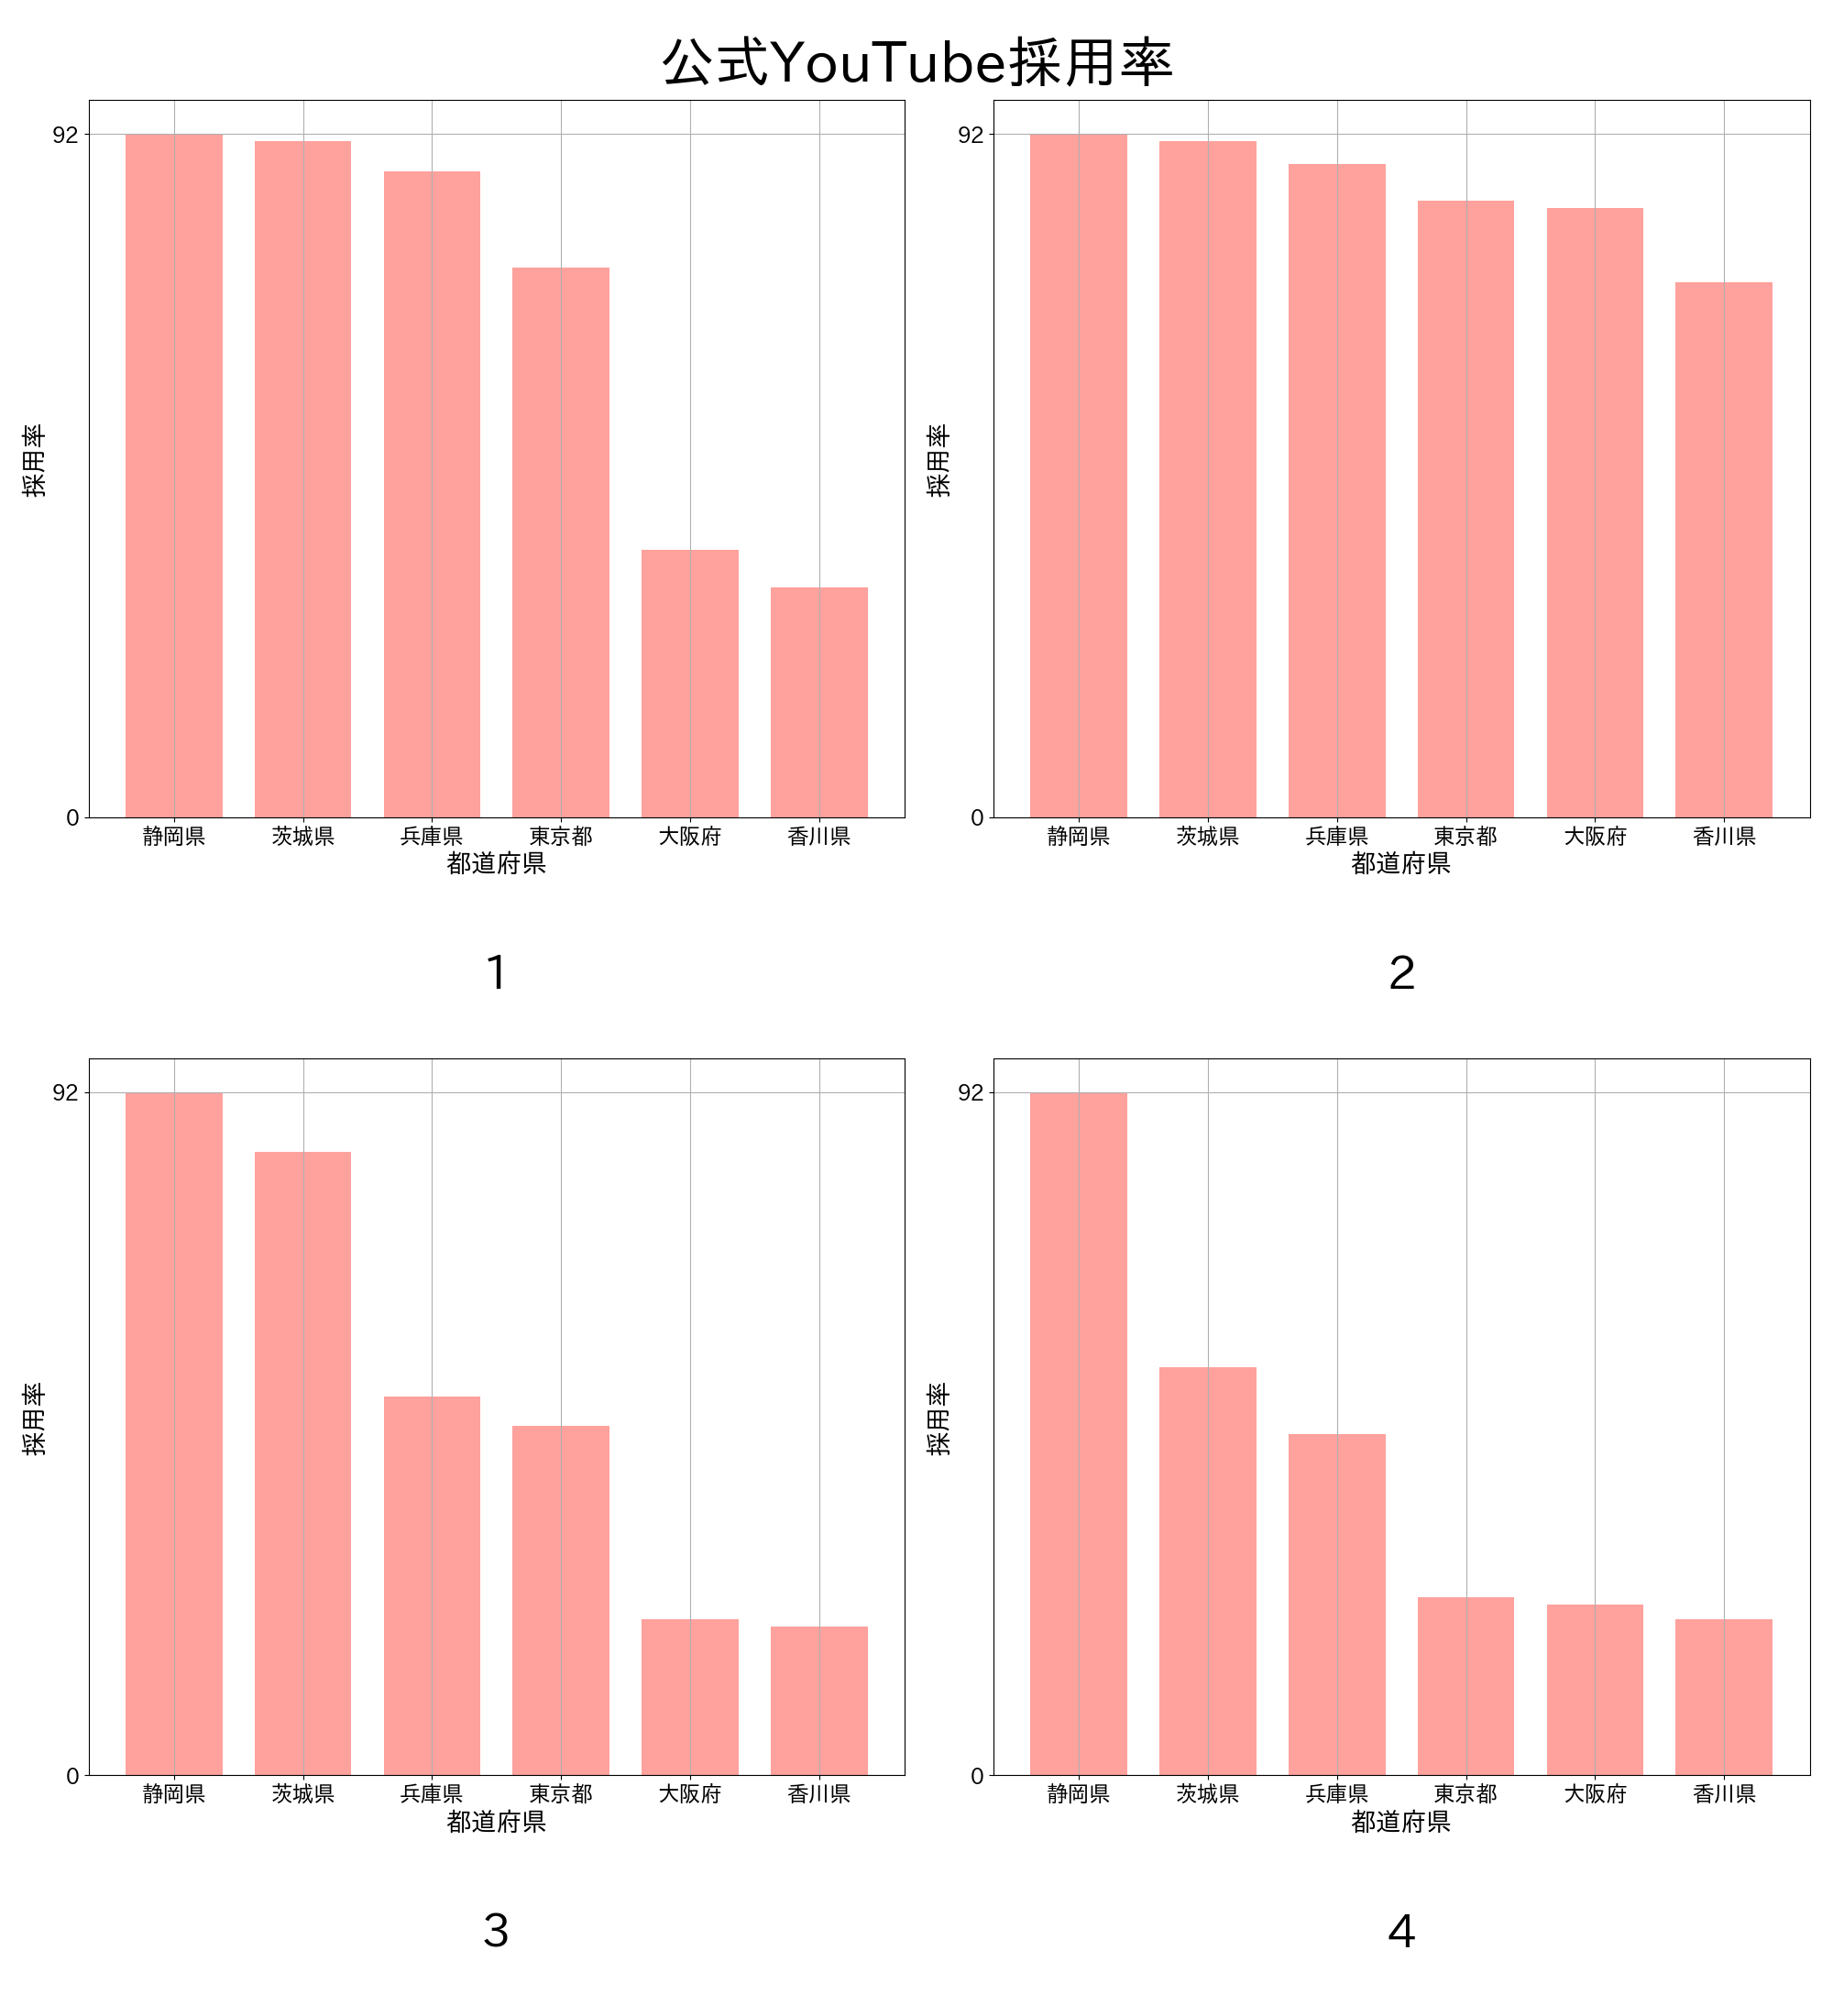 公式YouTube採用率
92
0
採用率
静岡県 茨城県 兵庫県 東京都 大阪府 香川県
都道府県
1
92
0
採用率
静岡県 茨城県 兵庫県 東京都 大阪府 香川県
都道府県
2
92
0
採用率
静岡県 茨城県 兵庫県 東京都 大阪府 香川県
都道府県
3
92
0
採用率
静岡県 茨城県 兵庫県 東京都 大阪府 香川県
都道府県
4